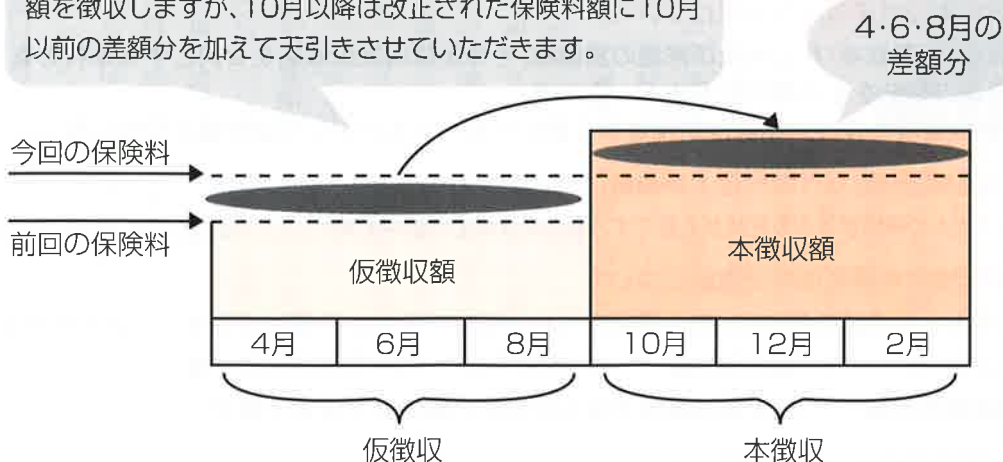 額を徴収しますが、10月以降は改正された保険料額に10月
以前の差額分を加えて天引きさせていただきます。
4・6・8月の
差額分
今回の保険料
前回の保険料
仮徴収額
本徴収額
4月 6月 8月 10月 12月 2月
仮徴収 本徴収